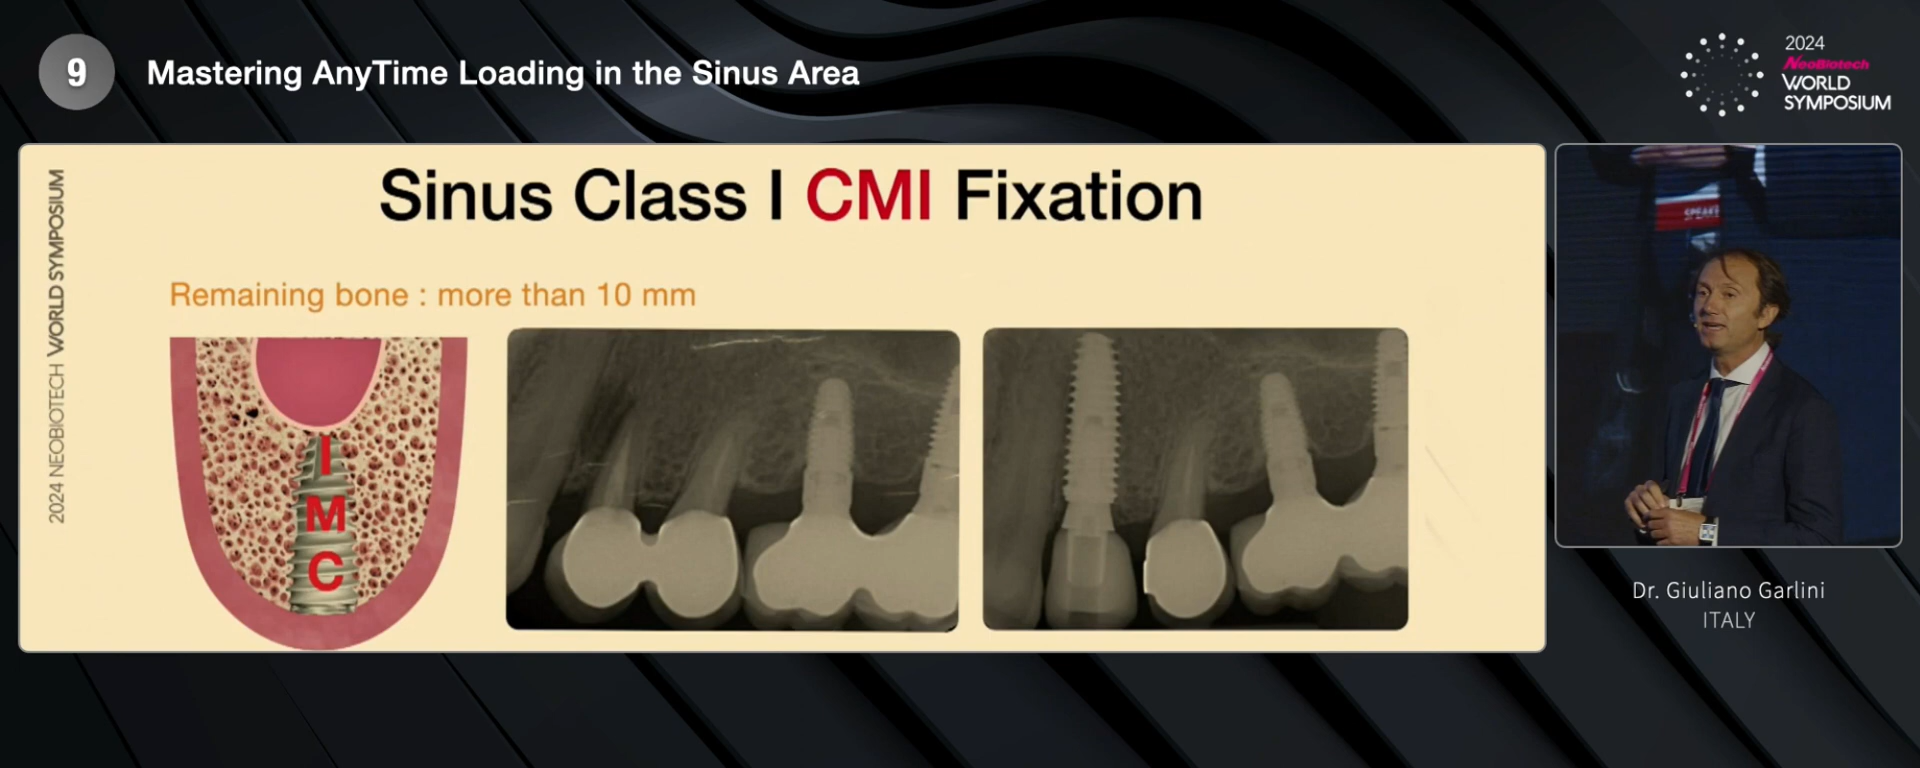 9
Mastering AnyTime Loading in the Sinus Area
2024
NeoBiotech
WORLD
SYMPOSIUM
2024 NEOBIOTECH WORLD SYMPOSIUM
Sinus Class I CMI Fixation
Remaining bone : more than 10 mm
I
M
C
Dr. Giuliano Garlini
ITALY